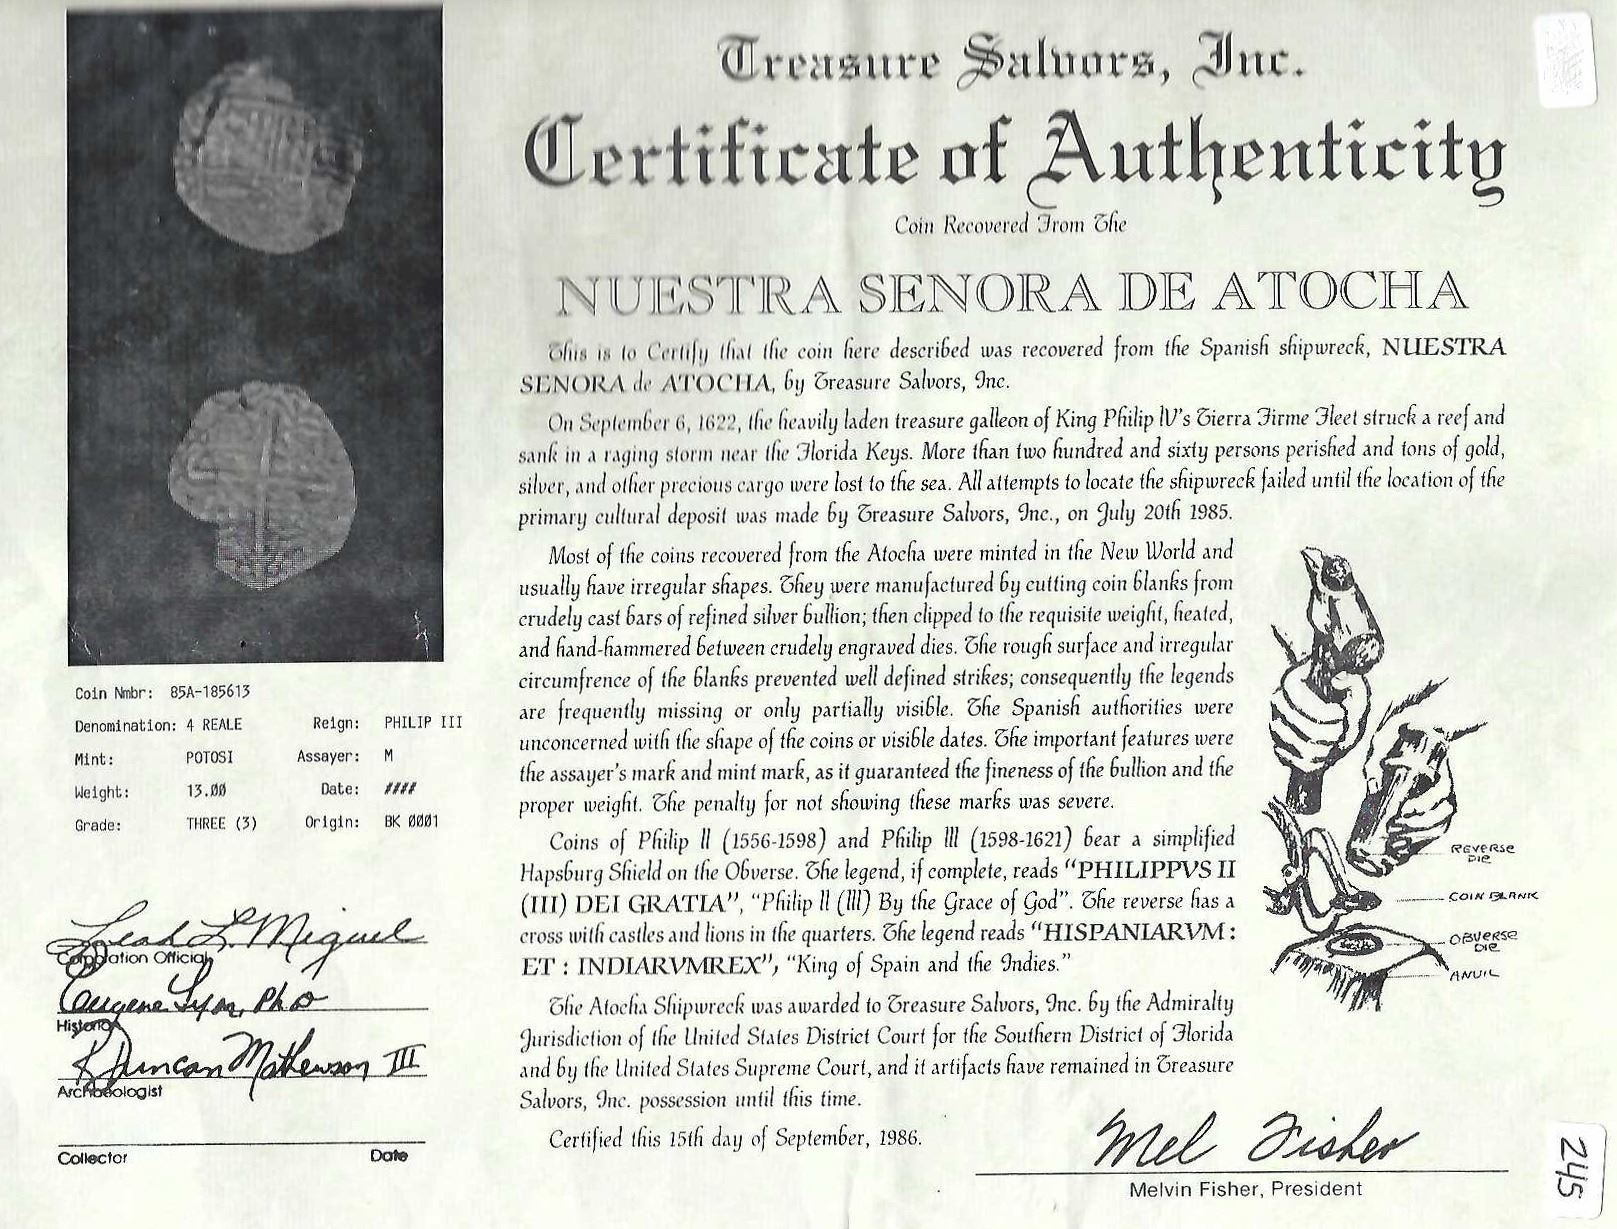 Treasure Salvors, Inc.
Certificate of Authenticity
Coin Recovered From The
NUESTRA SENORA DE ATOCHA
This is to Certify that the coin here described was recovered from the Spanish shipwreck, NUESTRA
SENORA de ATOCHA, by Treasure Salvors, Inc.
On September 6, 1622, the heavily laden treasure galleon of King Philip IV's Tierra Firme Fleet struck a reef and
sank in a raging storm near the Florida Keys. More than two hundred and sixty persons perished and tons of gold,
silver, and other precious cargo were lost to the sea. All attempts to locate the shipwreck failed until the location of the
primary cultural deposit was made by Treasure Salvors, Inc., on July 20th 1985.
Most of the coins recovered from the Atocha were minted in the New World and
usually have irregular shapes. They were manufactured by cutting coin blanks from
crudely cast bars of refined silver bullion; then clipped to the requisite weight, heated,
and hand-hammered between crudely engraved dies. The rough surface and irregular
circumfrence of the blanks prevented well defined strikes; consequently the legends
are frequently missing or only partially visible. The Spanish authorities were
unconcerned with the shape of the coins or visible dates. The important features were
the assayer's mark and mint mark, as it guaranteed the fineness of the bullion and the
proper weight. The penalty for not showing these marks was severe.
Coins of Philip II (1556-1598) and Philip III (1598-1621) bear a simplified
Hapsburg Shield on the Obverse. The legend, if complete, reads "PHILIPPVS II
(III) DEI GRATIA", "Philip II (III) By the Grace of God". The reverse has a
cross with castles and lions in the quarters. The legend reads "HISPANIARVM :
ET : INDIARVMREX", "King of Spain and the Indies."
The Atocha Shipwreck was awarded to Treasure Salvors, Inc. by the Admiralty
Jurisdiction of the United States District Court for the Southern District of Florida
and by the United States Supreme Court, and it artifacts have remained in Treasure
Salvors, Inc. possession until this time.
Certified this 15th day of September, 1986.
REVERSE
DIE
COIN BLANK
OBVERSE
DIE
ANVIL
Coin Nmbr: 85A-185613
Denomination: 4 REALE Reign: PHILIP III
Mint: POTOSI Assayer: M
Weight: 13.00 Date: ####
Grade: THREE (3) Origin: BK 0001
Leah L. Miguel
Corporation Official
Eugene Lyon, Ph D
Historian
R Duncan Mathewson III
Archaeologist
Collector Date
Mel Fisher
Melvin Fisher, President
245